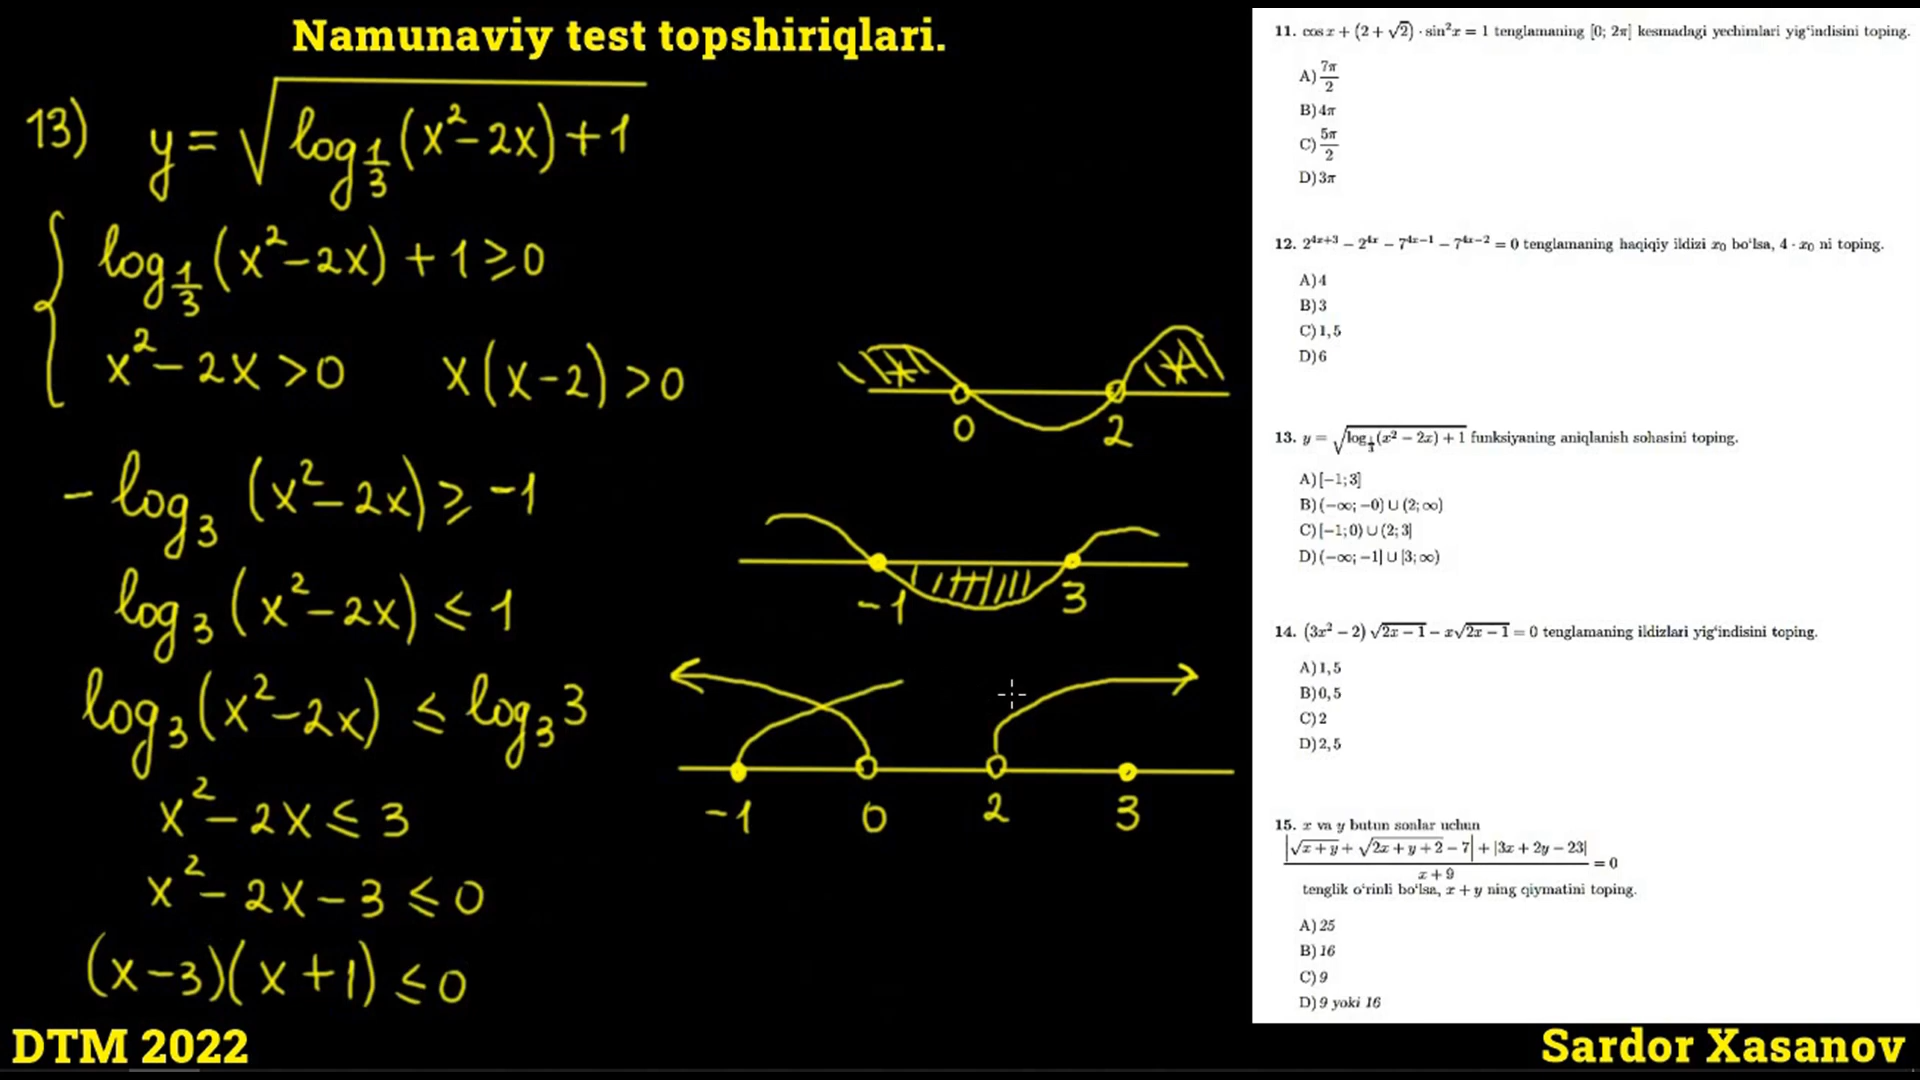 Namunaviy test topshiriqlari.
13) y = √(log_{1/3}(x² - 2x) + 1)
log_{1/3}(x² - 2x) + 1 ≥ 0
x² - 2x > 0 x(x - 2) > 0
0 2
- log₃ (x² - 2x) ≥ -1
-1 3
log₃ (x² - 2x) ≤ 1
log₃(x² - 2x) ≤ log₃3
-1 0 2 3
x² - 2x ≤ 3
x² - 2x - 3 ≤ 0
(x - 3)(x + 1) ≤ 0
11. cos x + (2 + √2) · sin²x = 1 tenglamaning [0; 2π] kesmadagi yechimlari yig‘indisini toping.
A) 7π/2
B) 4π
C) 5π/2
D) 3π
12. 2^{4x+3} − 2^{4x} − 7^{4x−1} − 7^{4x−2} = 0 tenglamaning haqiqiy ildizi x₀ bo‘lsa, 4 · x₀ ni toping.
A) 4
B) 3
C) 1, 5
D) 6
13. y = √(log_{1/3}(x² − 2x) + 1) funksiyaning aniqlanish sohasini toping.
A) [−1; 3]
B) (−∞; −0) ∪ (2; ∞)
C) [−1; 0) ∪ (2; 3]
D) (−∞; −1] ∪ [3; ∞)
14. (3x² − 2) √(2x − 1) − x√(2x − 1) = 0 tenglamaning ildizlari yig‘indisini toping.
A) 1, 5
B) 0, 5
C) 2
D) 2, 5
15. x va y butun sonlar uchun
(|√(x + y) + √(2x + y + 2) − 7| + |3x + 2y − 23|)/(x + 9) = 0
tenglik o‘rinli bo‘lsa, x + y ning qiymatini toping.
A) 25
B) 16
C) 9
D) 9 yoki 16
DTM 2022
Sardor Xasanov